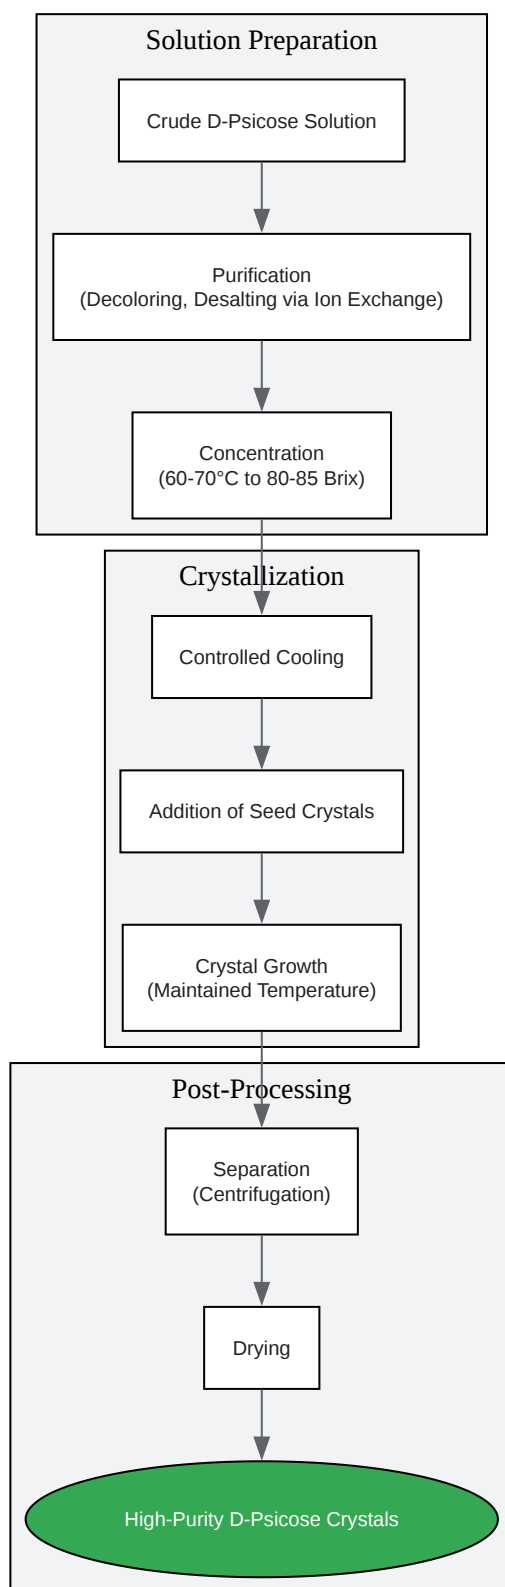 Solution Preparation
Crude D-Psicose Solution
Purification
(Decoloring, Desalting via Ion Exchange)
Concentration
(60-70°C to 80-85 Brix)
Crystallization
Controlled Cooling
Addition of Seed Crystals
Crystal Growth
(Maintained Temperature)
Post-Processing
Separation
(Centrifugation)
Drying
High-Purity D-Psicose Crystals